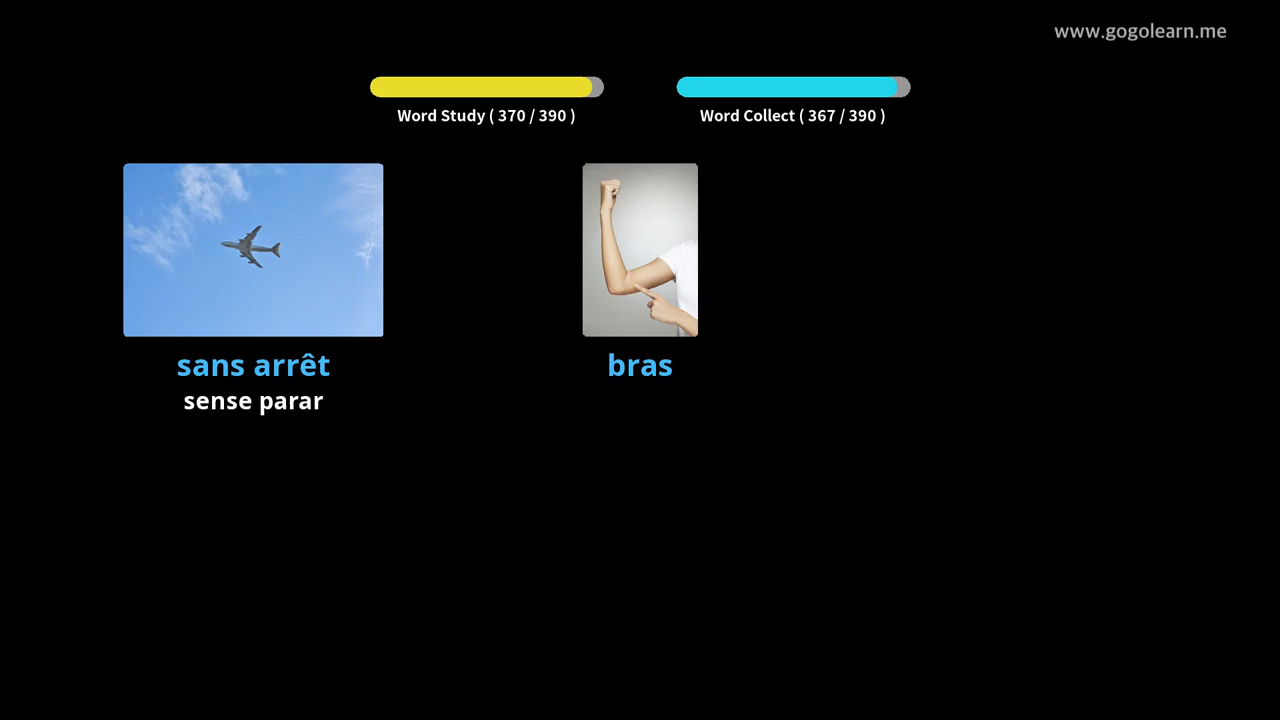 www.gogolearn.me
Word Study ( 370 / 390 )
Word Collect ( 367 / 390 )
sans arrêt
sense parar
bras